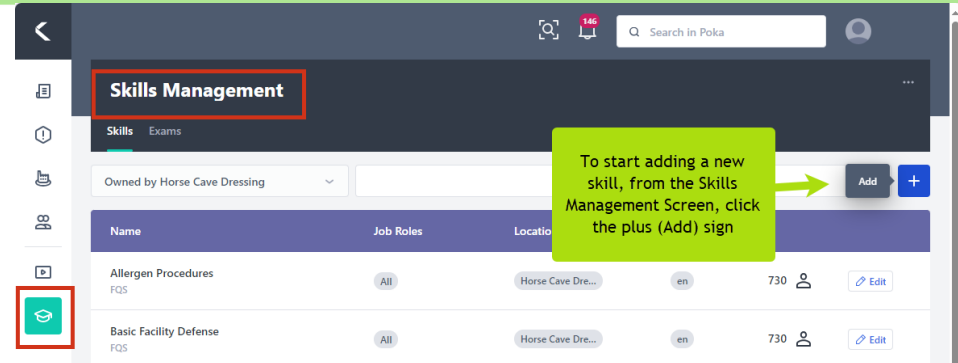 146
Search in Poka
Skills Management
Skills Exams
Owned by Horse Cave Dressing
To start adding a new
skill, from the Skills
Management Screen, click
the plus (Add) sign
Add
Name Job Roles
Allergen Procedures
FQS
All Horse Cave Dre... en 730 Edit
Basic Facility Defense
FQS
All Horse Cave Dre... en 730 Edit